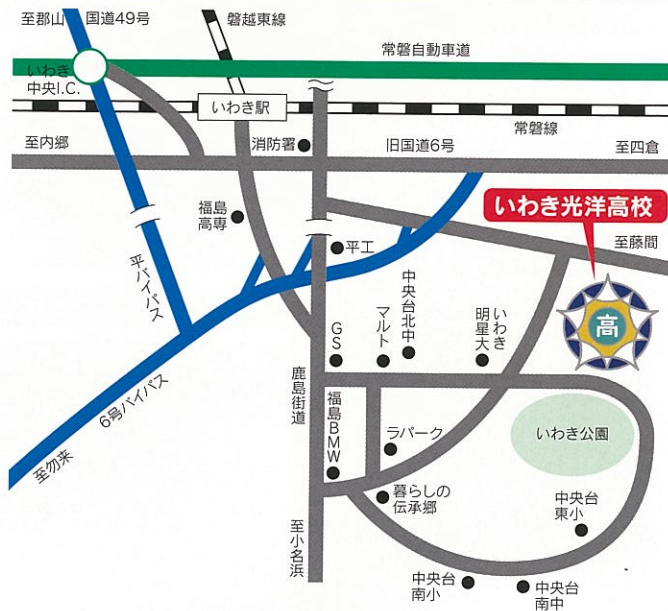 至郡山
国道49号
磐越東線
常磐自動車道
いわき
中央I.C.
いわき駅
常磐線
至内郷
消防署
旧国道6号
至四倉
いわき光洋高校
福島
高専
平工
至藤間
平バイパス
中央台北中
マルト
GS
いわき
明星大
高
鹿島街道
6号バイパス
至勿来
福島BMW
ラパーク
いわき公園
暮らしの
伝承郷
中央台
東小
至小名浜
中央台
南小
中央台
南中